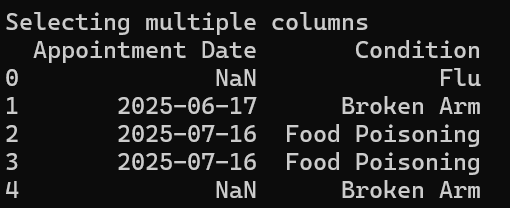 Selecting multiple columns
  Appointment Date       Condition
0              NaN             Flu
1       2025-06-17      Broken Arm
2       2025-07-16  Food Poisoning
3       2025-07-16  Food Poisoning
4              NaN      Broken Arm